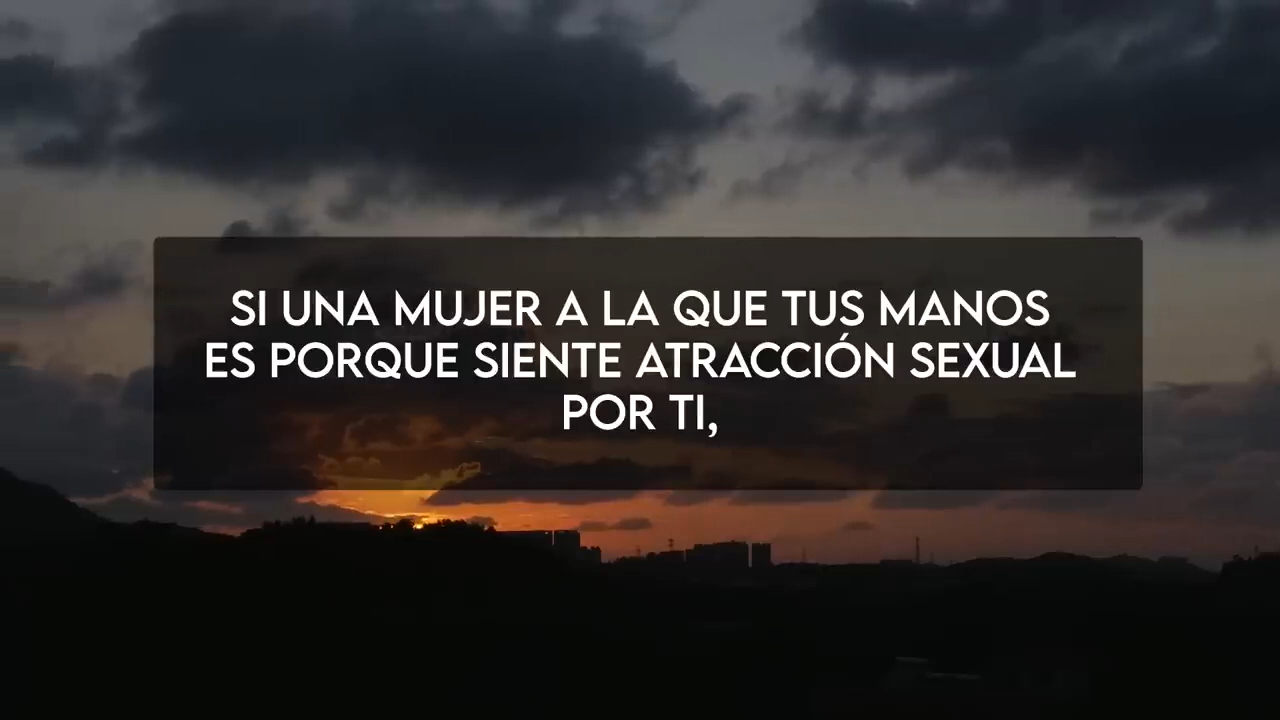 SI UNA MUJER A LA QUE TUS MANOS
ES PORQUE SIENTE ATRACCIÓN SEXUAL
POR TI,